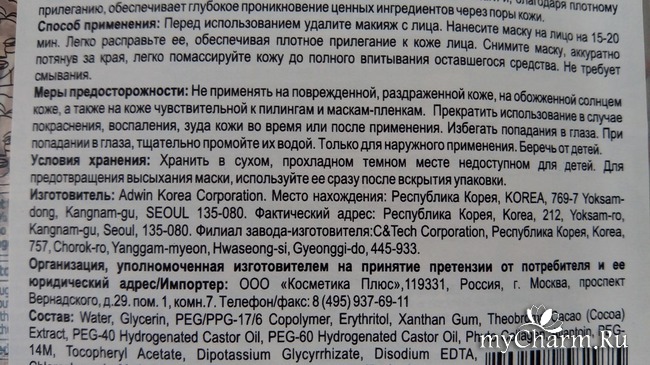 прилеганию, обеспечивает глубокое проникновение ценных ингредиентов через поры кожи.
Способ применения: Перед использованием удалите макияж с лица. Нанесите маску на лицо на 15-20
мин. Легко расправьте ее, обеспечивая плотное прилегание к коже лица. Снимите маску, аккуратно
потянув за края, легко помассируйте кожу до полного впитывания оставшегося средства. Не требует
смывания.
Меры предосторожности: Не применять на поврежденной, раздраженной коже, на обожженной солнцем
коже, а также на коже чувствительной к пилингам и маскам-пленкам. Прекратить использование в случае
покраснения, воспаления, зуда кожи во время или после применения. Избегать попадания в глаза. При
попадании в глаза, тщательно промойте их водой. Только для наружного применения. Беречь от детей.
Условия хранения: Хранить в сухом, прохладном темном месте недоступном для детей. Для
предотвращения высыхания маски, используйте ее сразу после вскрытия упаковки.
Изготовитель: Adwin Korea Corporation. Место нахождения: Республика Корея, KOREA, 769-7 Yoksam-
dong, Kangnam-gu, SEOUL 135-080. Фактический адрес: Республика Корея, Korea, 212, Yoksam-ro,
Kangnam-gu, Seoul, 135-080. Филиал завода-изготовителя:C&Tech Corporation, Республика Корея, Korea,
757, Chorok-ro, Yanggam-myeon, Hwaseong-si, Gyeonggi-do, 445-933.
Организация, уполномоченная изготовителем на принятие претензии от потребителя и ее
юридический адрес/Импортер: ООО «Косметика Плюс»,119331, Россия, г. Москва, проспект
Вернадского, д.29. пом. 1, комн.7. Телефон/факс: 8 (495) 937-69-11
Состав: Water, Glycerin, PEG/PPG-17/6 Copolymer, Erythritol, Xanthan Gum, Theobroma Cacao (Cocoa)
Extract, PEG-40 Hydrogenated Castor Oil, PEG-60 Hydrogenated Castor Oil, PEG-
14M, Tocopheryl Acetate, Dipotassium Glycyrrhizate, Disodium EDTA,
myCharm.Ru